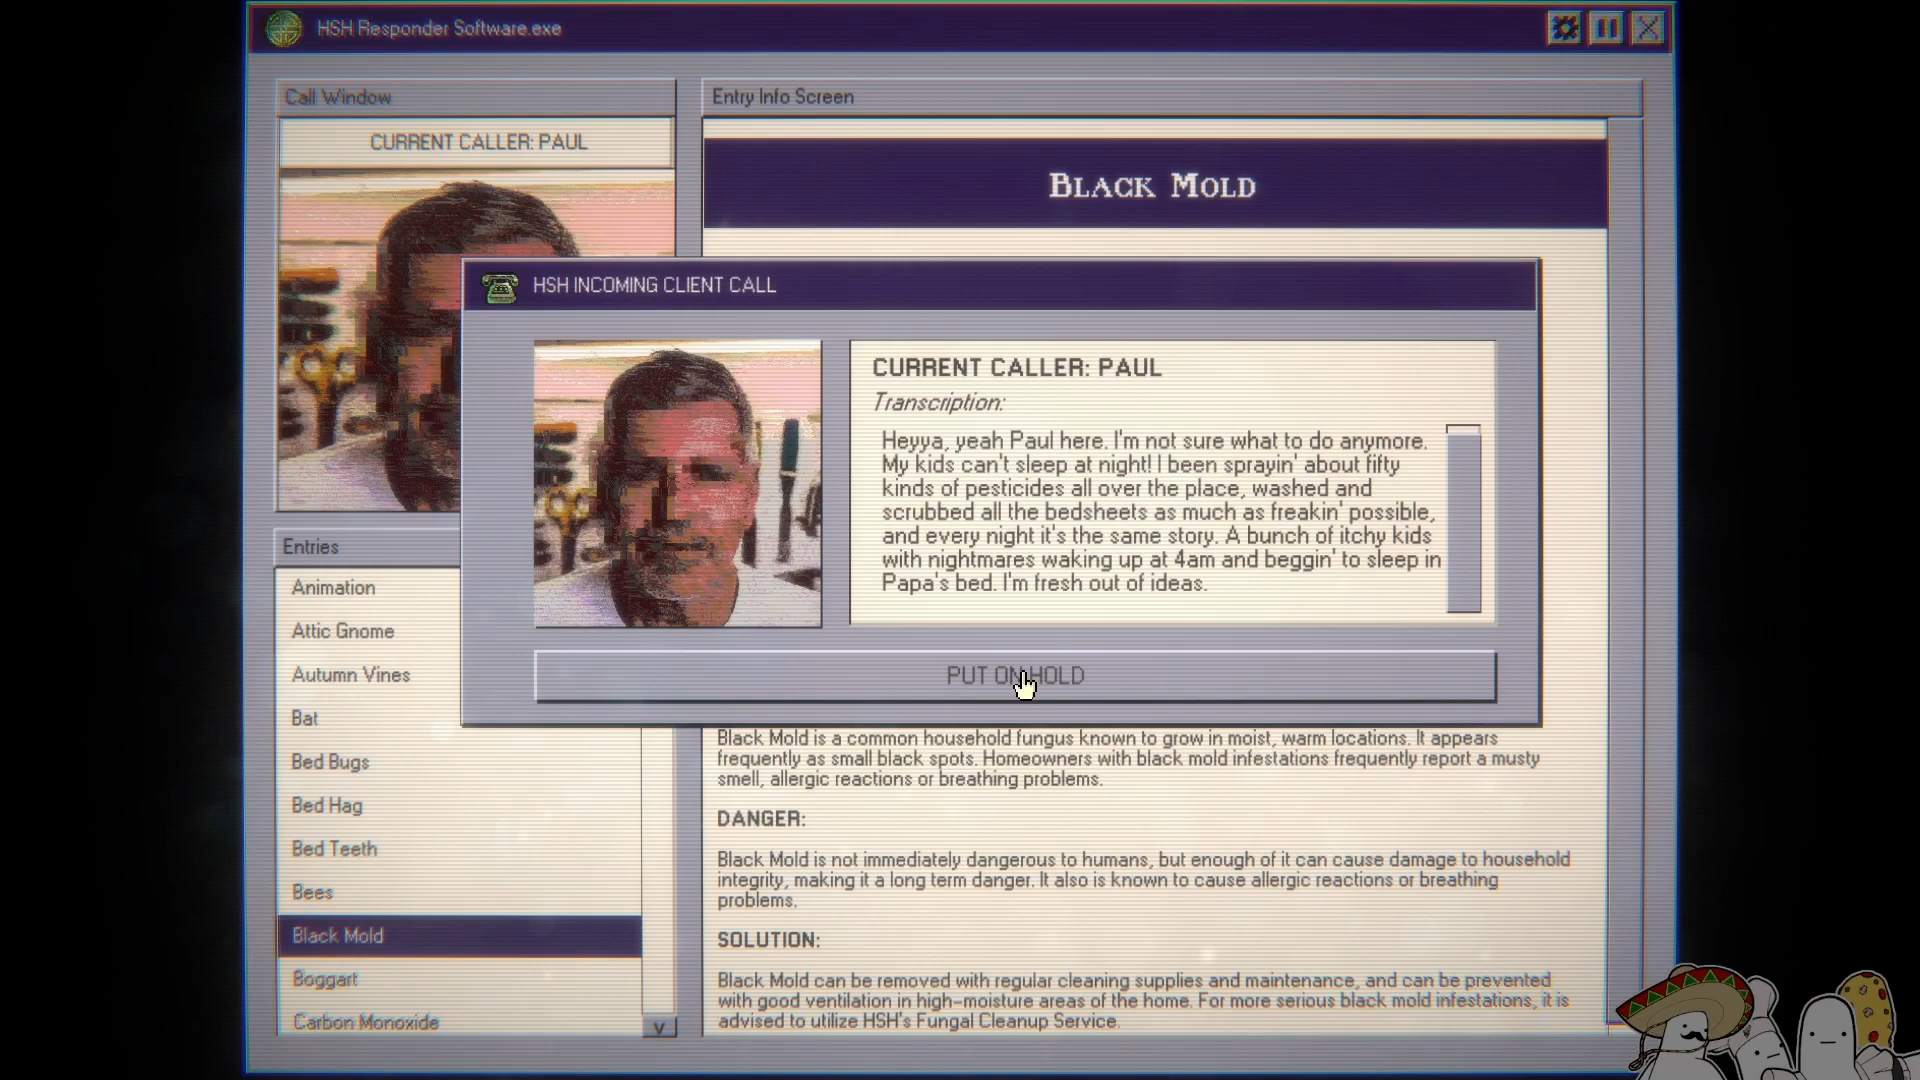 HSH Responder Software.exe
Call Window
CURRENT CALLER: PAUL
Entry Info Screen
BLACK MOLD
HSH INCOMING CLIENT CALL
CURRENT CALLER: PAUL
Transcription:
Heyya, yeah Paul here. I'm not sure what to do anymore.
My kids can't sleep at night! I been sprayin' about fifty
kinds of pesticides all over the place, washed and
scrubbed all the bedsheets as much as freakin' possible,
and every night it's the same story. A bunch of itchy kids
with nightmares waking up at 4am and beggin' to sleep in
Papa's bed. I'm fresh out of ideas.
PUT ON HOLD
Entries
Animation
Attic Gnome
Autumn Vines
Bat
Bed Bugs
Bed Hag
Bed Teeth
Bees
Black Mold
Boggart
Carbon Monoxide
V
Black Mold is a common household fungus known to grow in moist, warm locations. It appears
frequently as small black spots. Homeowners with black mold infestations frequently report a musty
smell, allergic reactions or breathing problems.
DANGER:
Black Mold is not immediately dangerous to humans, but enough of it can cause damage to household
integrity, making it a long term danger. It also is known to cause allergic reactions or breathing
problems.
SOLUTION:
Black Mold can be removed with regular cleaning supplies and maintenance, and can be prevented
with good ventilation in high-moisture areas of the home. For more serious black mold infestations, it is
advised to utilize HSH's Fungal Cleanup Service.